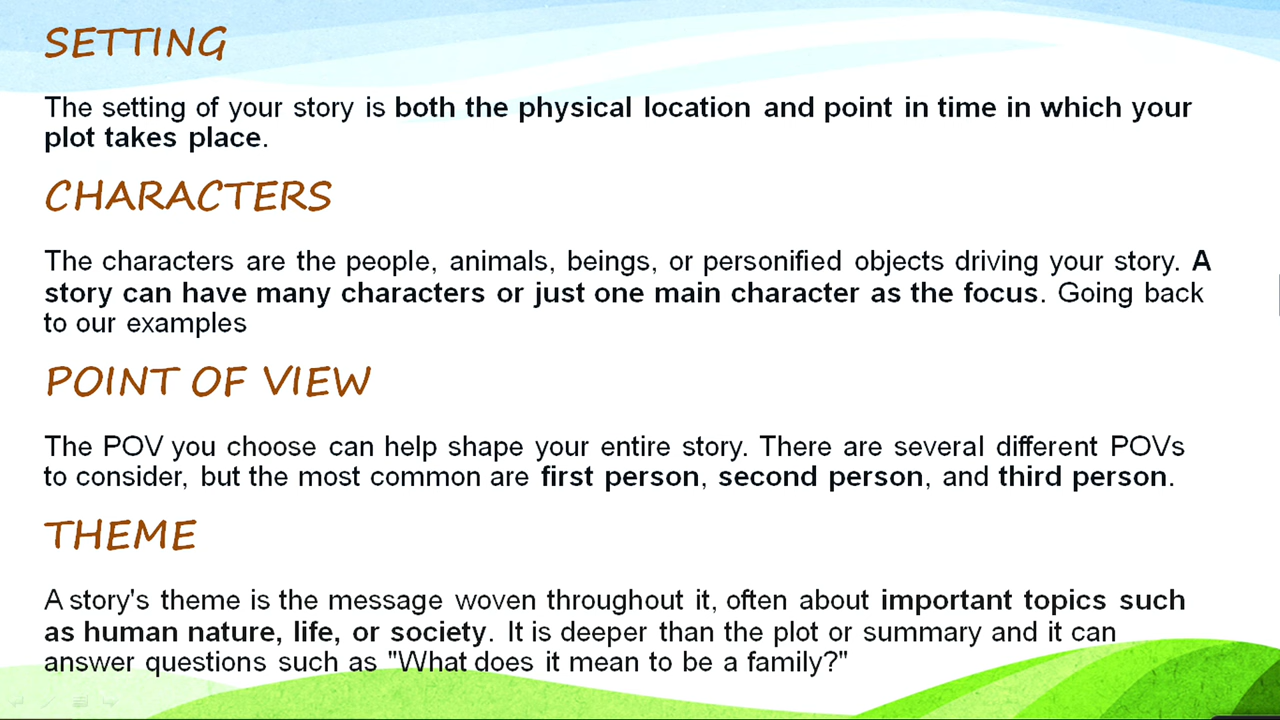 SETTING
The setting of your story is both the physical location and point in time in which your
plot takes place.
CHARACTERS
The characters are the people, animals, beings, or personified objects driving your story. A
story can have many characters or just one main character as the focus. Going back
to our examples
POINT OF VIEW
The POV you choose can help shape your entire story. There are several different POVs
to consider, but the most common are first person, second person, and third person.
THEME
A story's theme is the message woven throughout it, often about important topics such
as human nature, life, or society. It is deeper than the plot or summary and it can
answer questions such as "What does it mean to be a family?"